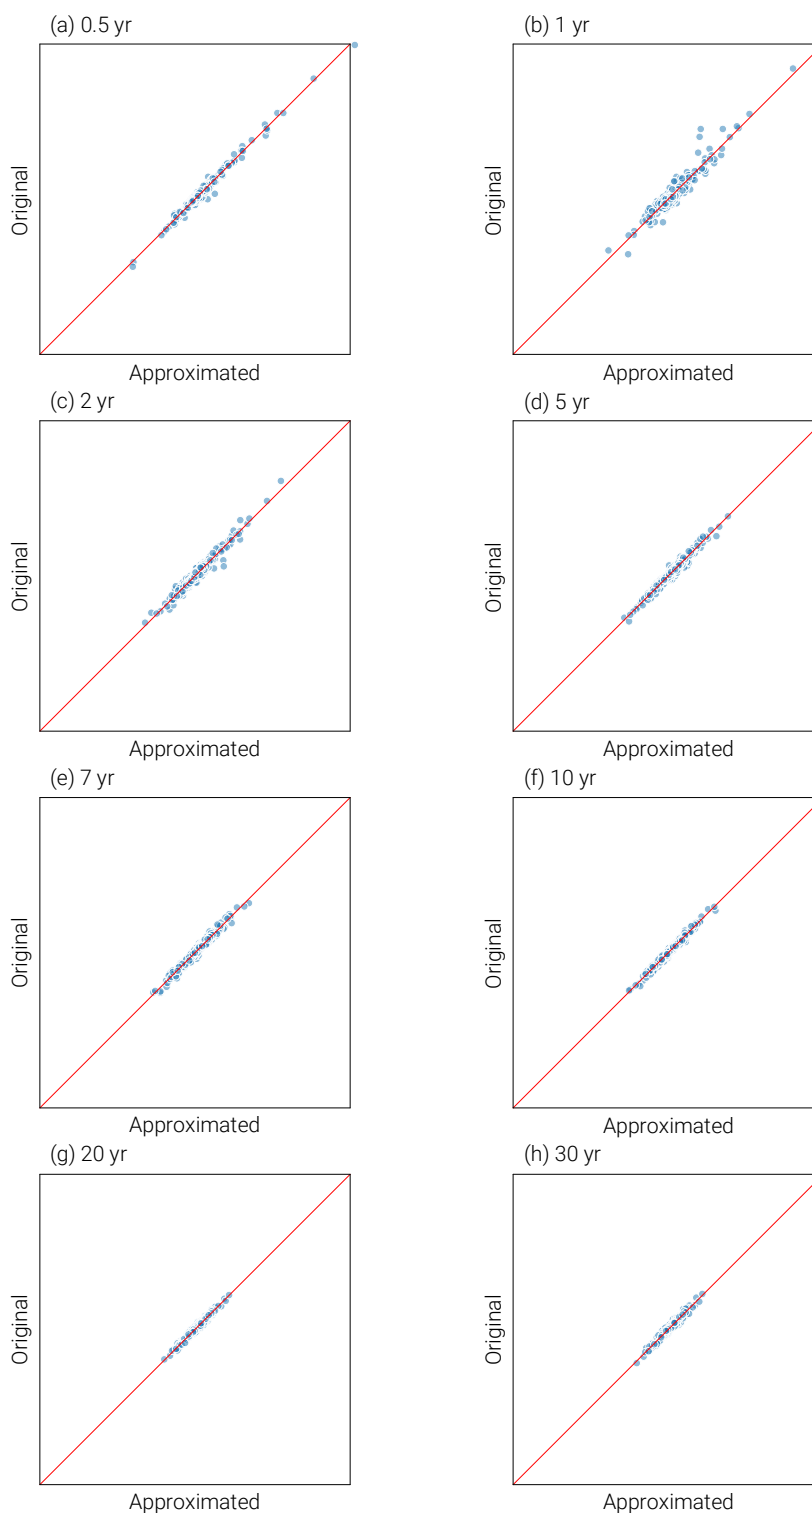 (a) 0.5 yr
(b) 1 yr
Original
Original
Approximated
Approximated
(c) 2 yr
(d) 5 yr
Original
Original
Approximated
Approximated
(e) 7 yr
(f) 10 yr
Original
Original
Approximated
Approximated
(g) 20 yr
(h) 30 yr
Original
Original
Approximated
Approximated